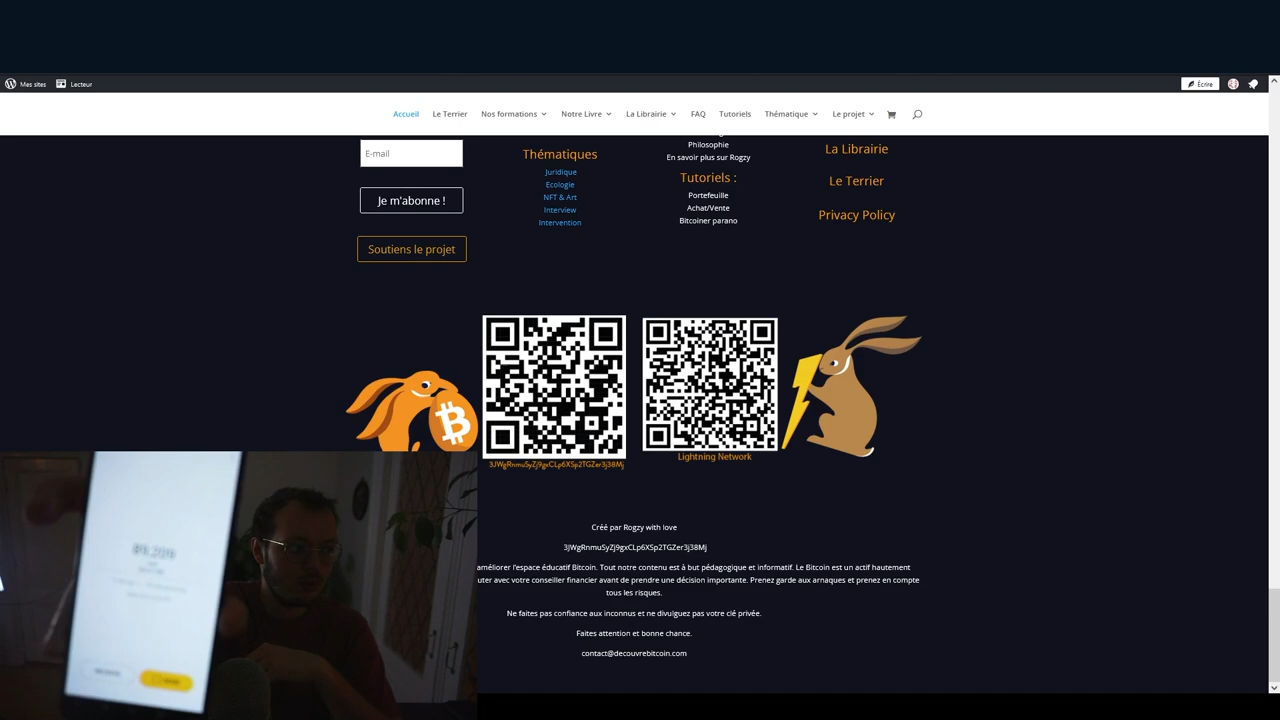 Mes sites
Lecteur
Écrire
Accueil
Le Terrier
Nos formations
Notre Livre
La Librairie
FAQ
Tutoriels
Thématique
Le projet
E-mail
Je m'abonne !
Soutiens le projet
Thématiques
Juridique
Ecologie
NFT & Art
Interview
Intervention
Philosophie
En savoir plus sur Rogzy
Tutoriels :
Portefeuille
Achat/Vente
Bitcoiner parano
La Librairie
Le Terrier
Privacy Policy
3JWgRnmuSyZj9gxCLp6XSp2TGZer3j38Mj
Lightning Network
Créé par Rogzy with love
3JWgRnmuSyZj9gxCLp6XSp2TGZer3j38Mj
améliorer l'espace éducatif Bitcoin. Tout notre contenu est à but pédagogique et informatif. Le Bitcoin est un actif hautement
uter avec votre conseiller financier avant de prendre une décision importante. Prenez garde aux arnaques et prenez en compte
tous les risques.
Ne faites pas confiance aux inconnus et ne divulguez pas votre clé privée.
Faites attention et bonne chance.
contact@decouvrebitcoin.com